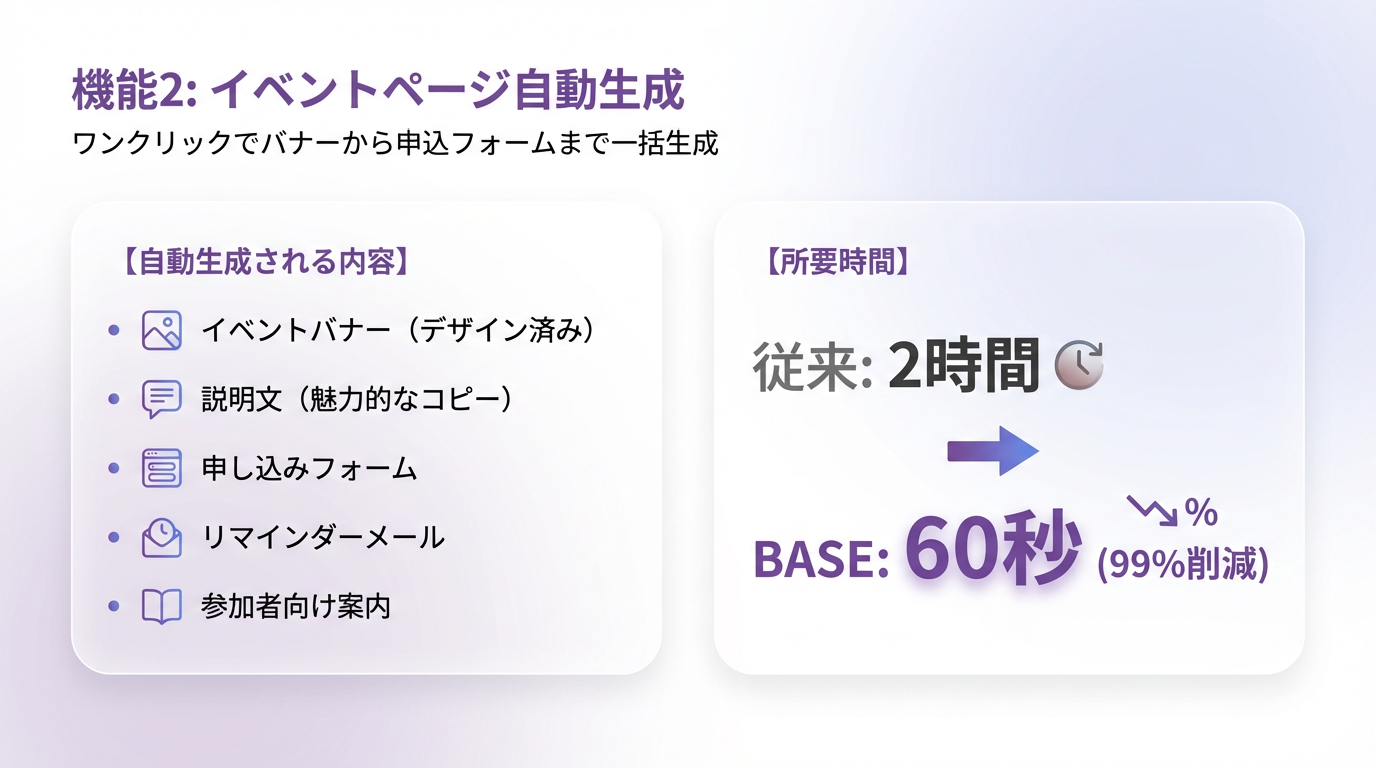 機能2: イベントページ自動生成
ワンクリックでバナーから申込フォームまで一括生成
【自動生成される内容】
• イベントバナー（デザイン済み）
• 説明文（魅力的なコピー）
• 申し込みフォーム
• リマインダーメール
• 参加者向け案内
【所要時間】
従来: 2時間
%
BASE: 60秒 (99%削減)